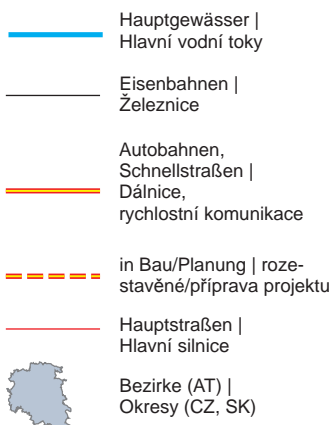 Hauptgewässer |
Hlavní vodní toky
Eisenbahnen |
Železnice
Autobahnen,
Schnellstraßen |
Dálnice,
rychlostní komunikace
in Bau/Planung | roze-
stavěné/příprava projektu
Hauptstraßen |
Hlavní silnice
Bezirke (AT) |
Okresy (CZ, SK)